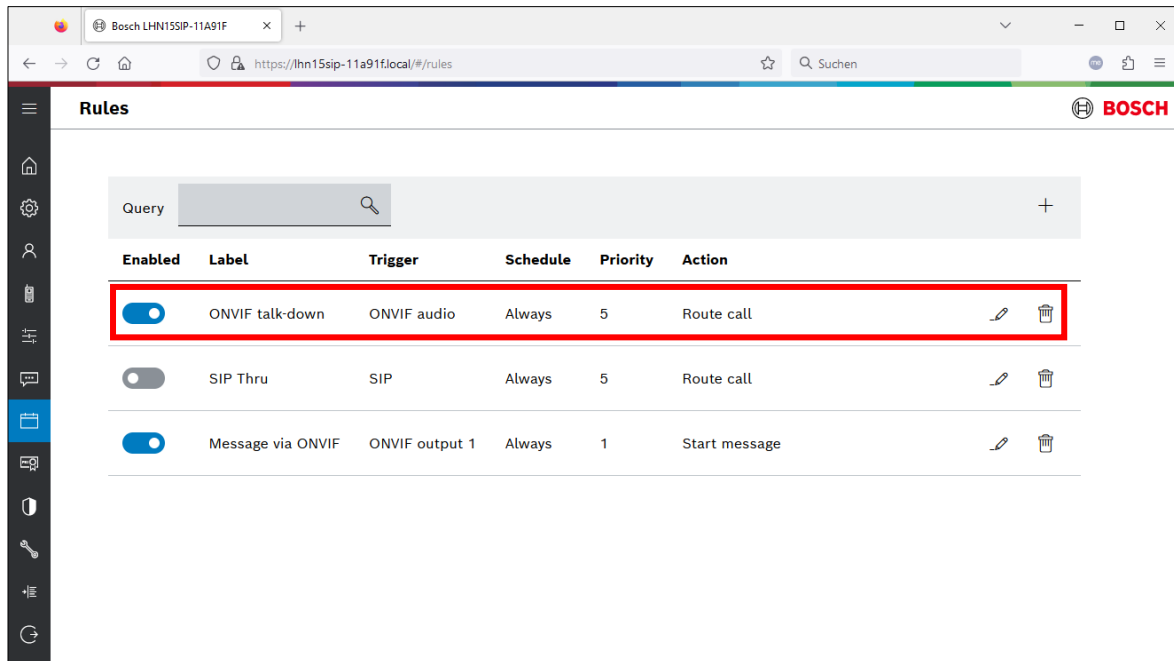 Bosch LHN15SIP-11A91F
https://lhn15sip-11a91f.local/#/rules
Suchen
me
Rules
BOSCH
Query
Enabled Label Trigger Schedule Priority Action
ONVIF talk-down ONVIF audio Always 5 Route call
SIP Thru SIP Always 5 Route call
Message via ONVIF ONVIF output 1 Always 1 Start message